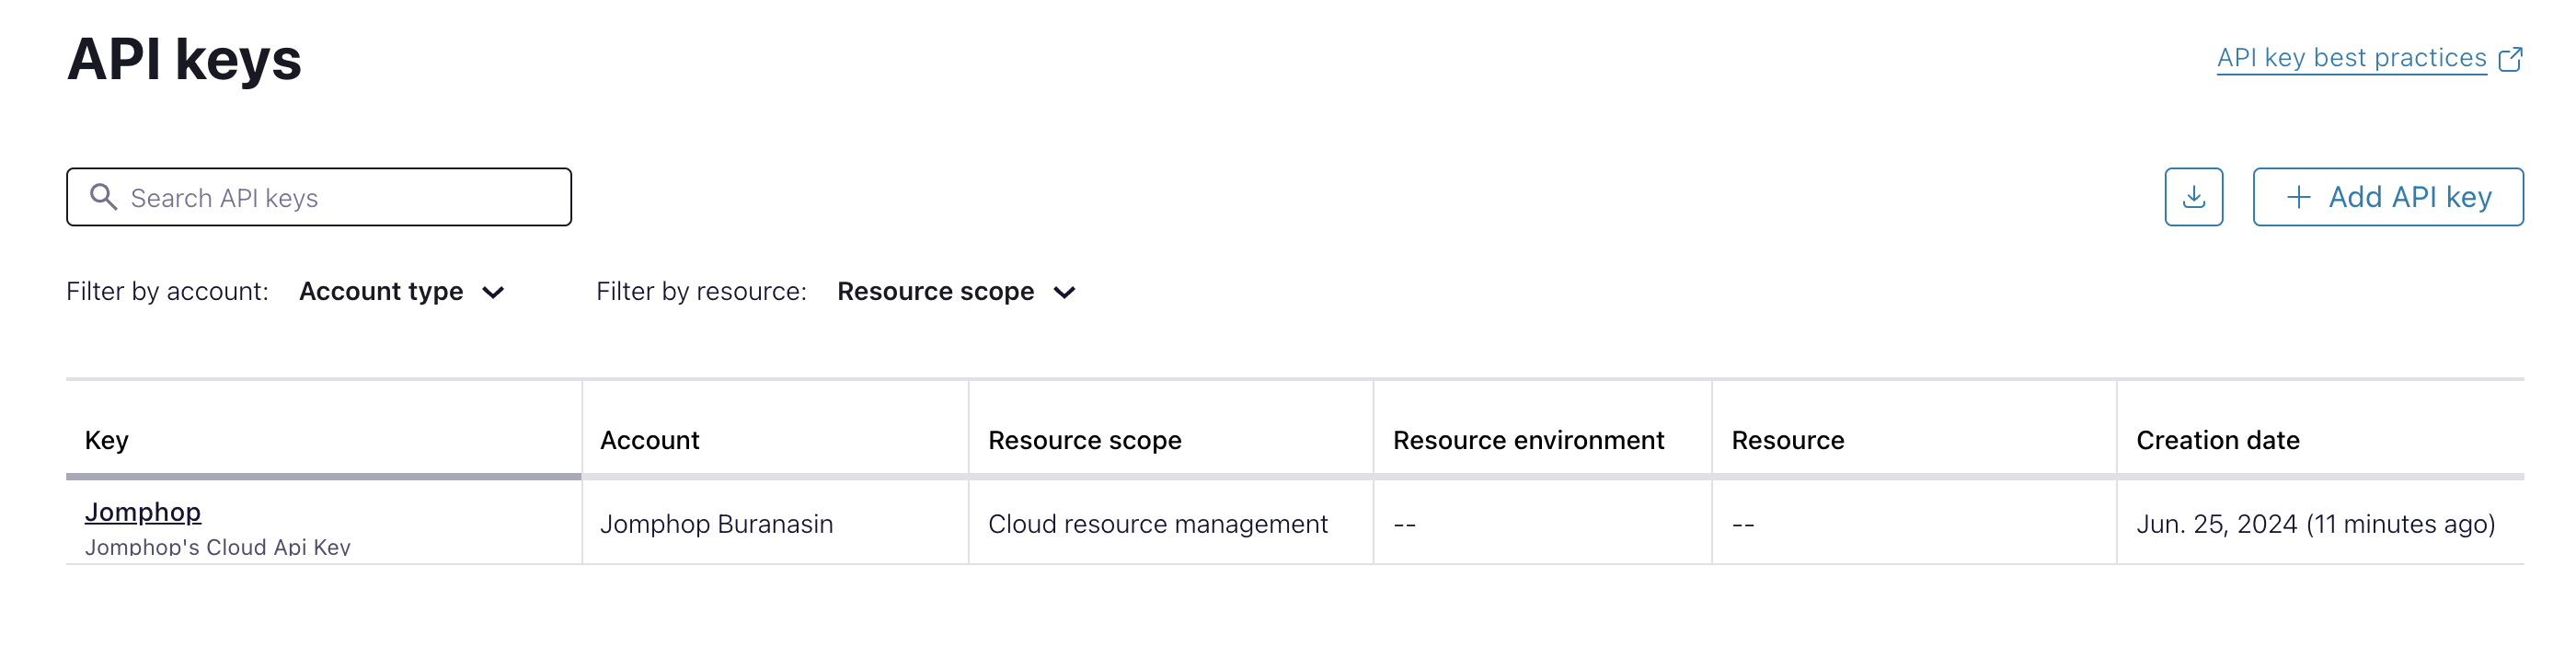 API keys
API key best practices
Search API keys
Add API key
Filter by account: Account type Filter by resource: Resource scope
Key Account Resource scope Resource environment Resource Creation date
Jomphop Jomphop Buranasin Cloud resource management -- -- Jun. 25, 2024 (11 minutes ago)
Jomphop's Cloud Api Key